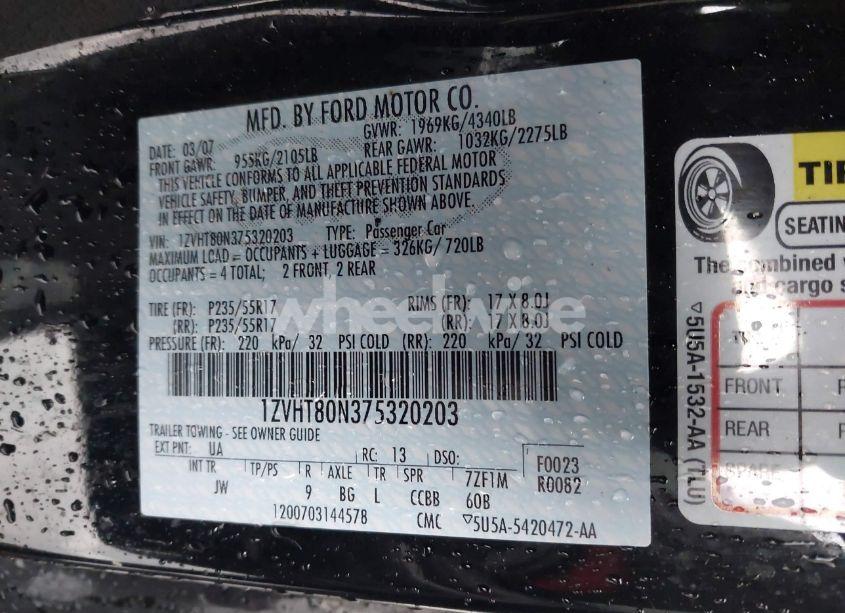 MFD. BY FORD MOTOR CO.
DATE: 03/07 GVWR: 1969KG/4340LB
FRONT GAWR: 955KG/2105LB REAR GAWR: 1032KG/2275LB
THIS VEHICLE CONFORMS TO ALL APPLICABLE FEDERAL MOTOR
VEHICLE SAFETY, BUMPER, AND THEFT PREVENTION STANDARDS
IN EFFECT ON THE DATE OF MANUFACTURE SHOWN ABOVE.
VIN: 1ZVHT80N375320203 TYPE: Passenger Car
MAXIMUM LOAD = OCCUPANTS + LUGGAGE = 326KG/ 720LB
OCCUPANTS = 4 TOTAL; 2 FRONT, 2 REAR
TIRE (FR): P235/55R17 RIMS (FR): 17 X 8.0J
(RR): P235/55R17 (RR): 17 X 8.0J
PRESSURE (FR): 220 kPa/ 32 PSI COLD (RR): 220 kPa/ 32 PSI COLD
1ZVHT80N375320203
TRAILER TOWING - SEE OWNER GUIDE
EXT PNT: UA RC: 13 DSO: F0023
INT TR TP/PS R AXLE TR SPR 7ZF1M R0082
JW 9 BG L CCBB 60B
1200703144578 CMC ▽5U5A-5420472-AA
wheelwire
SEATING
The combined
and cargo
FRONT
REAR
▽5U5A-1532-AA (TLU)